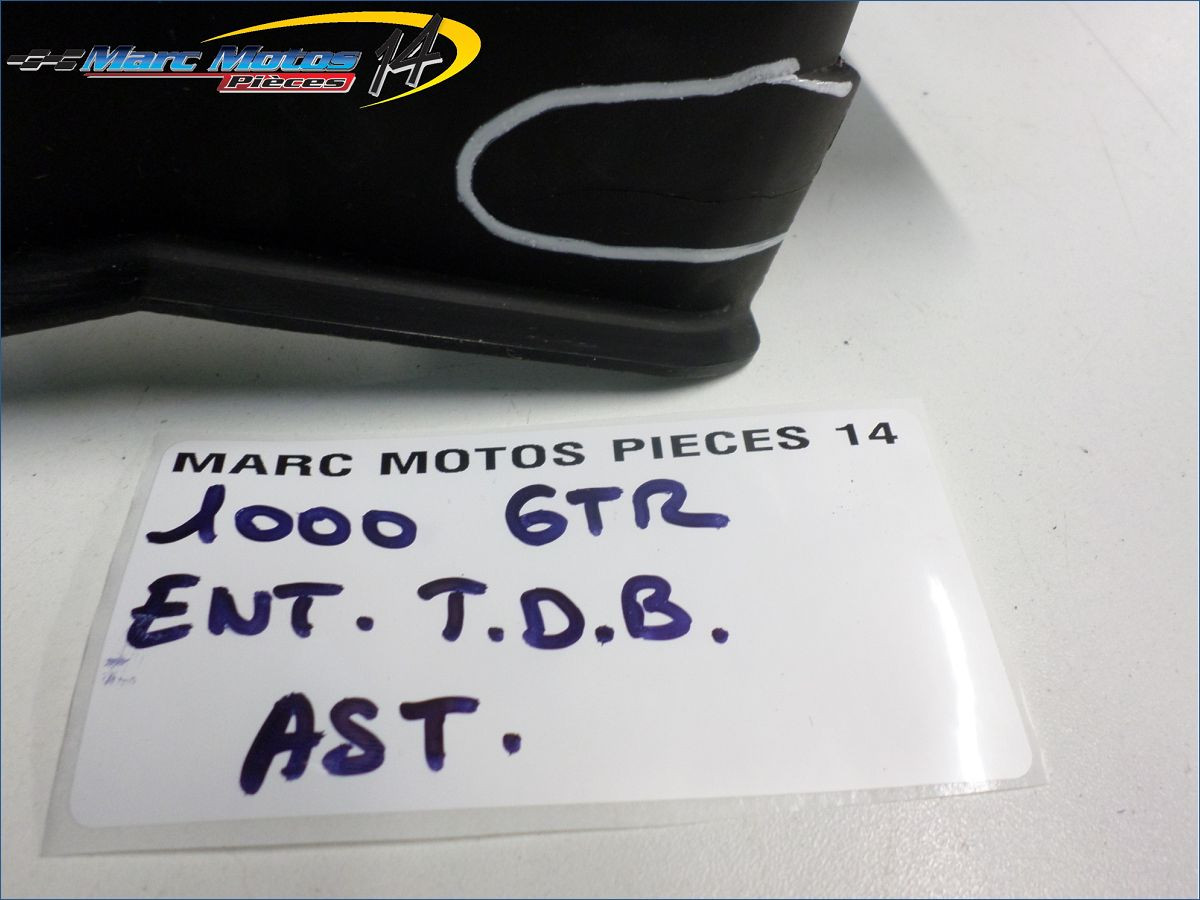 Marc Motos 14
Pièces
MARC MOTOS PIECES 14
1000 GTR
ENT. T.D.B.
AST.